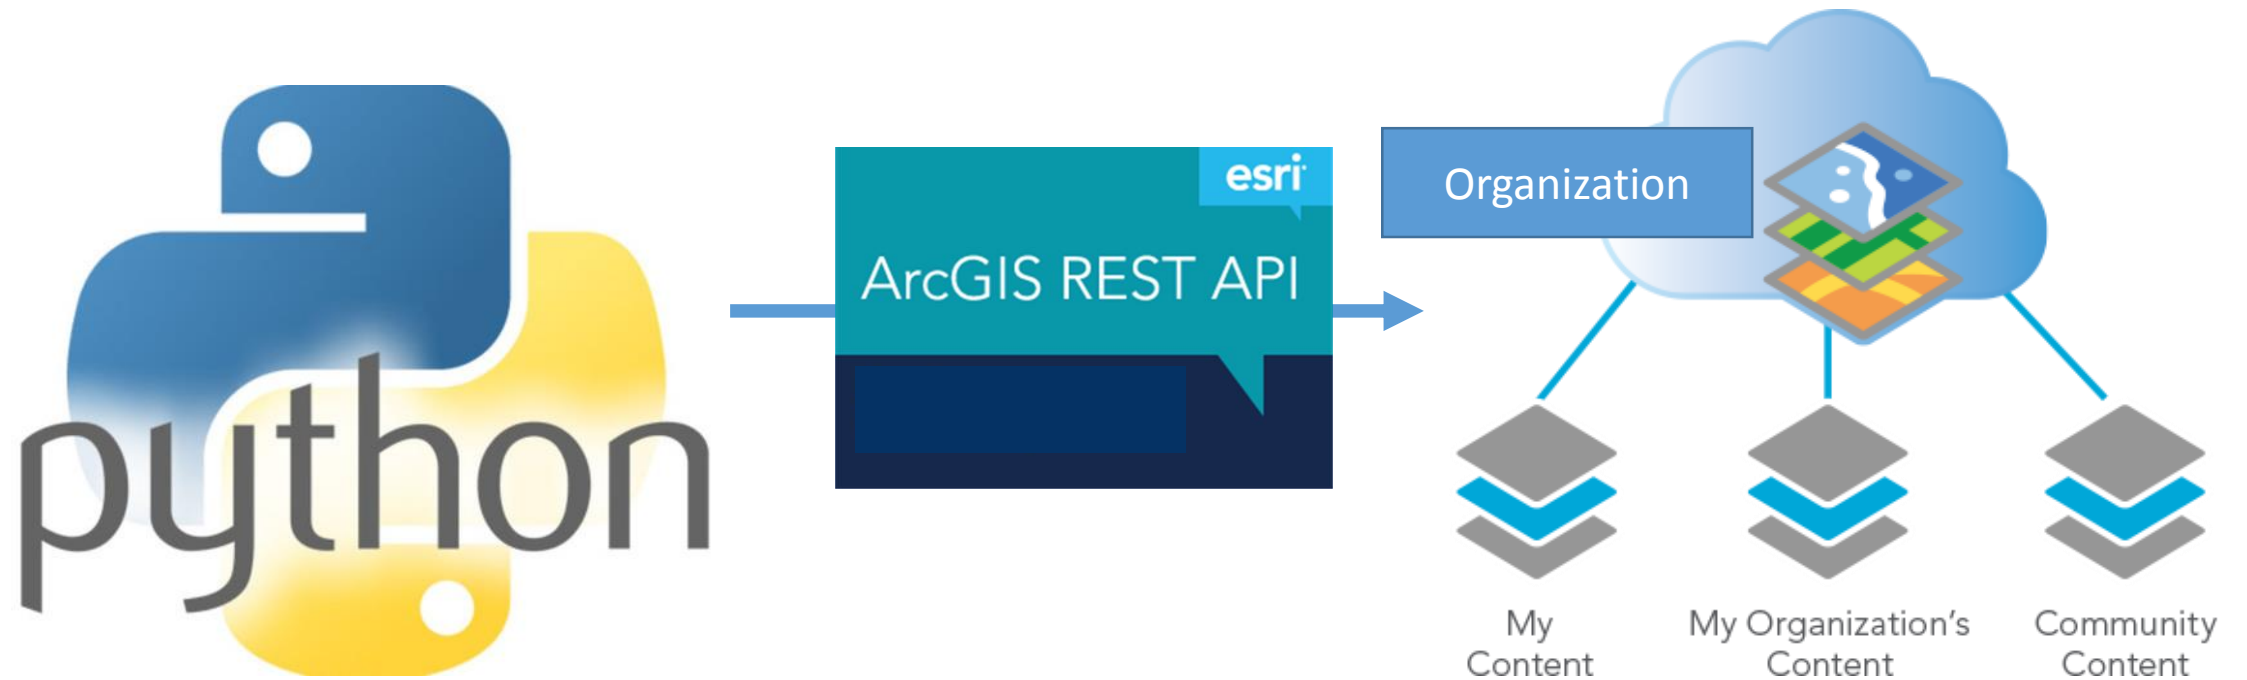 python
esri
ArcGIS REST API
Organization
My
Content
My Organization's
Content
Community
Content